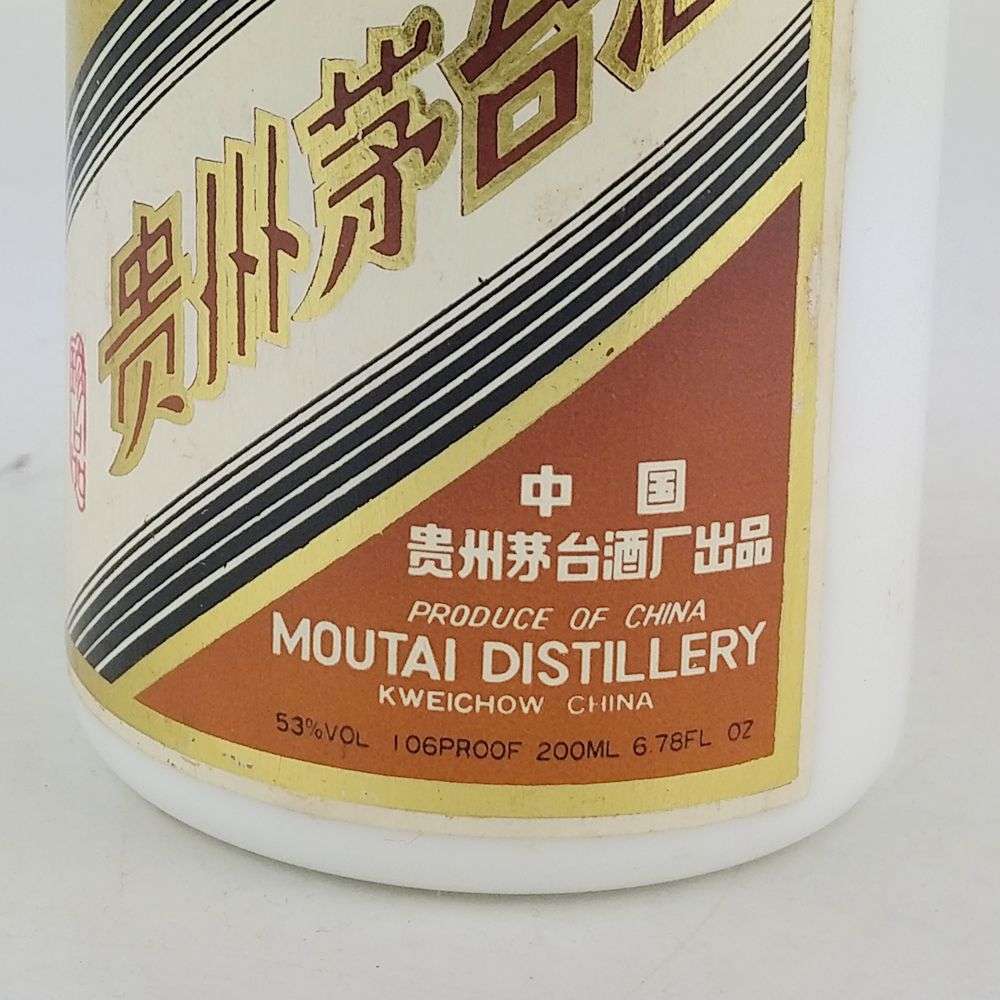 贵州茅台酒
中国
贵州茅台酒厂出品
PRODUCE OF CHINA
MOUTAI DISTILLERY
KWEICHOW CHINA
53%VOL 106PROOF 200ML 6.78FL OZ